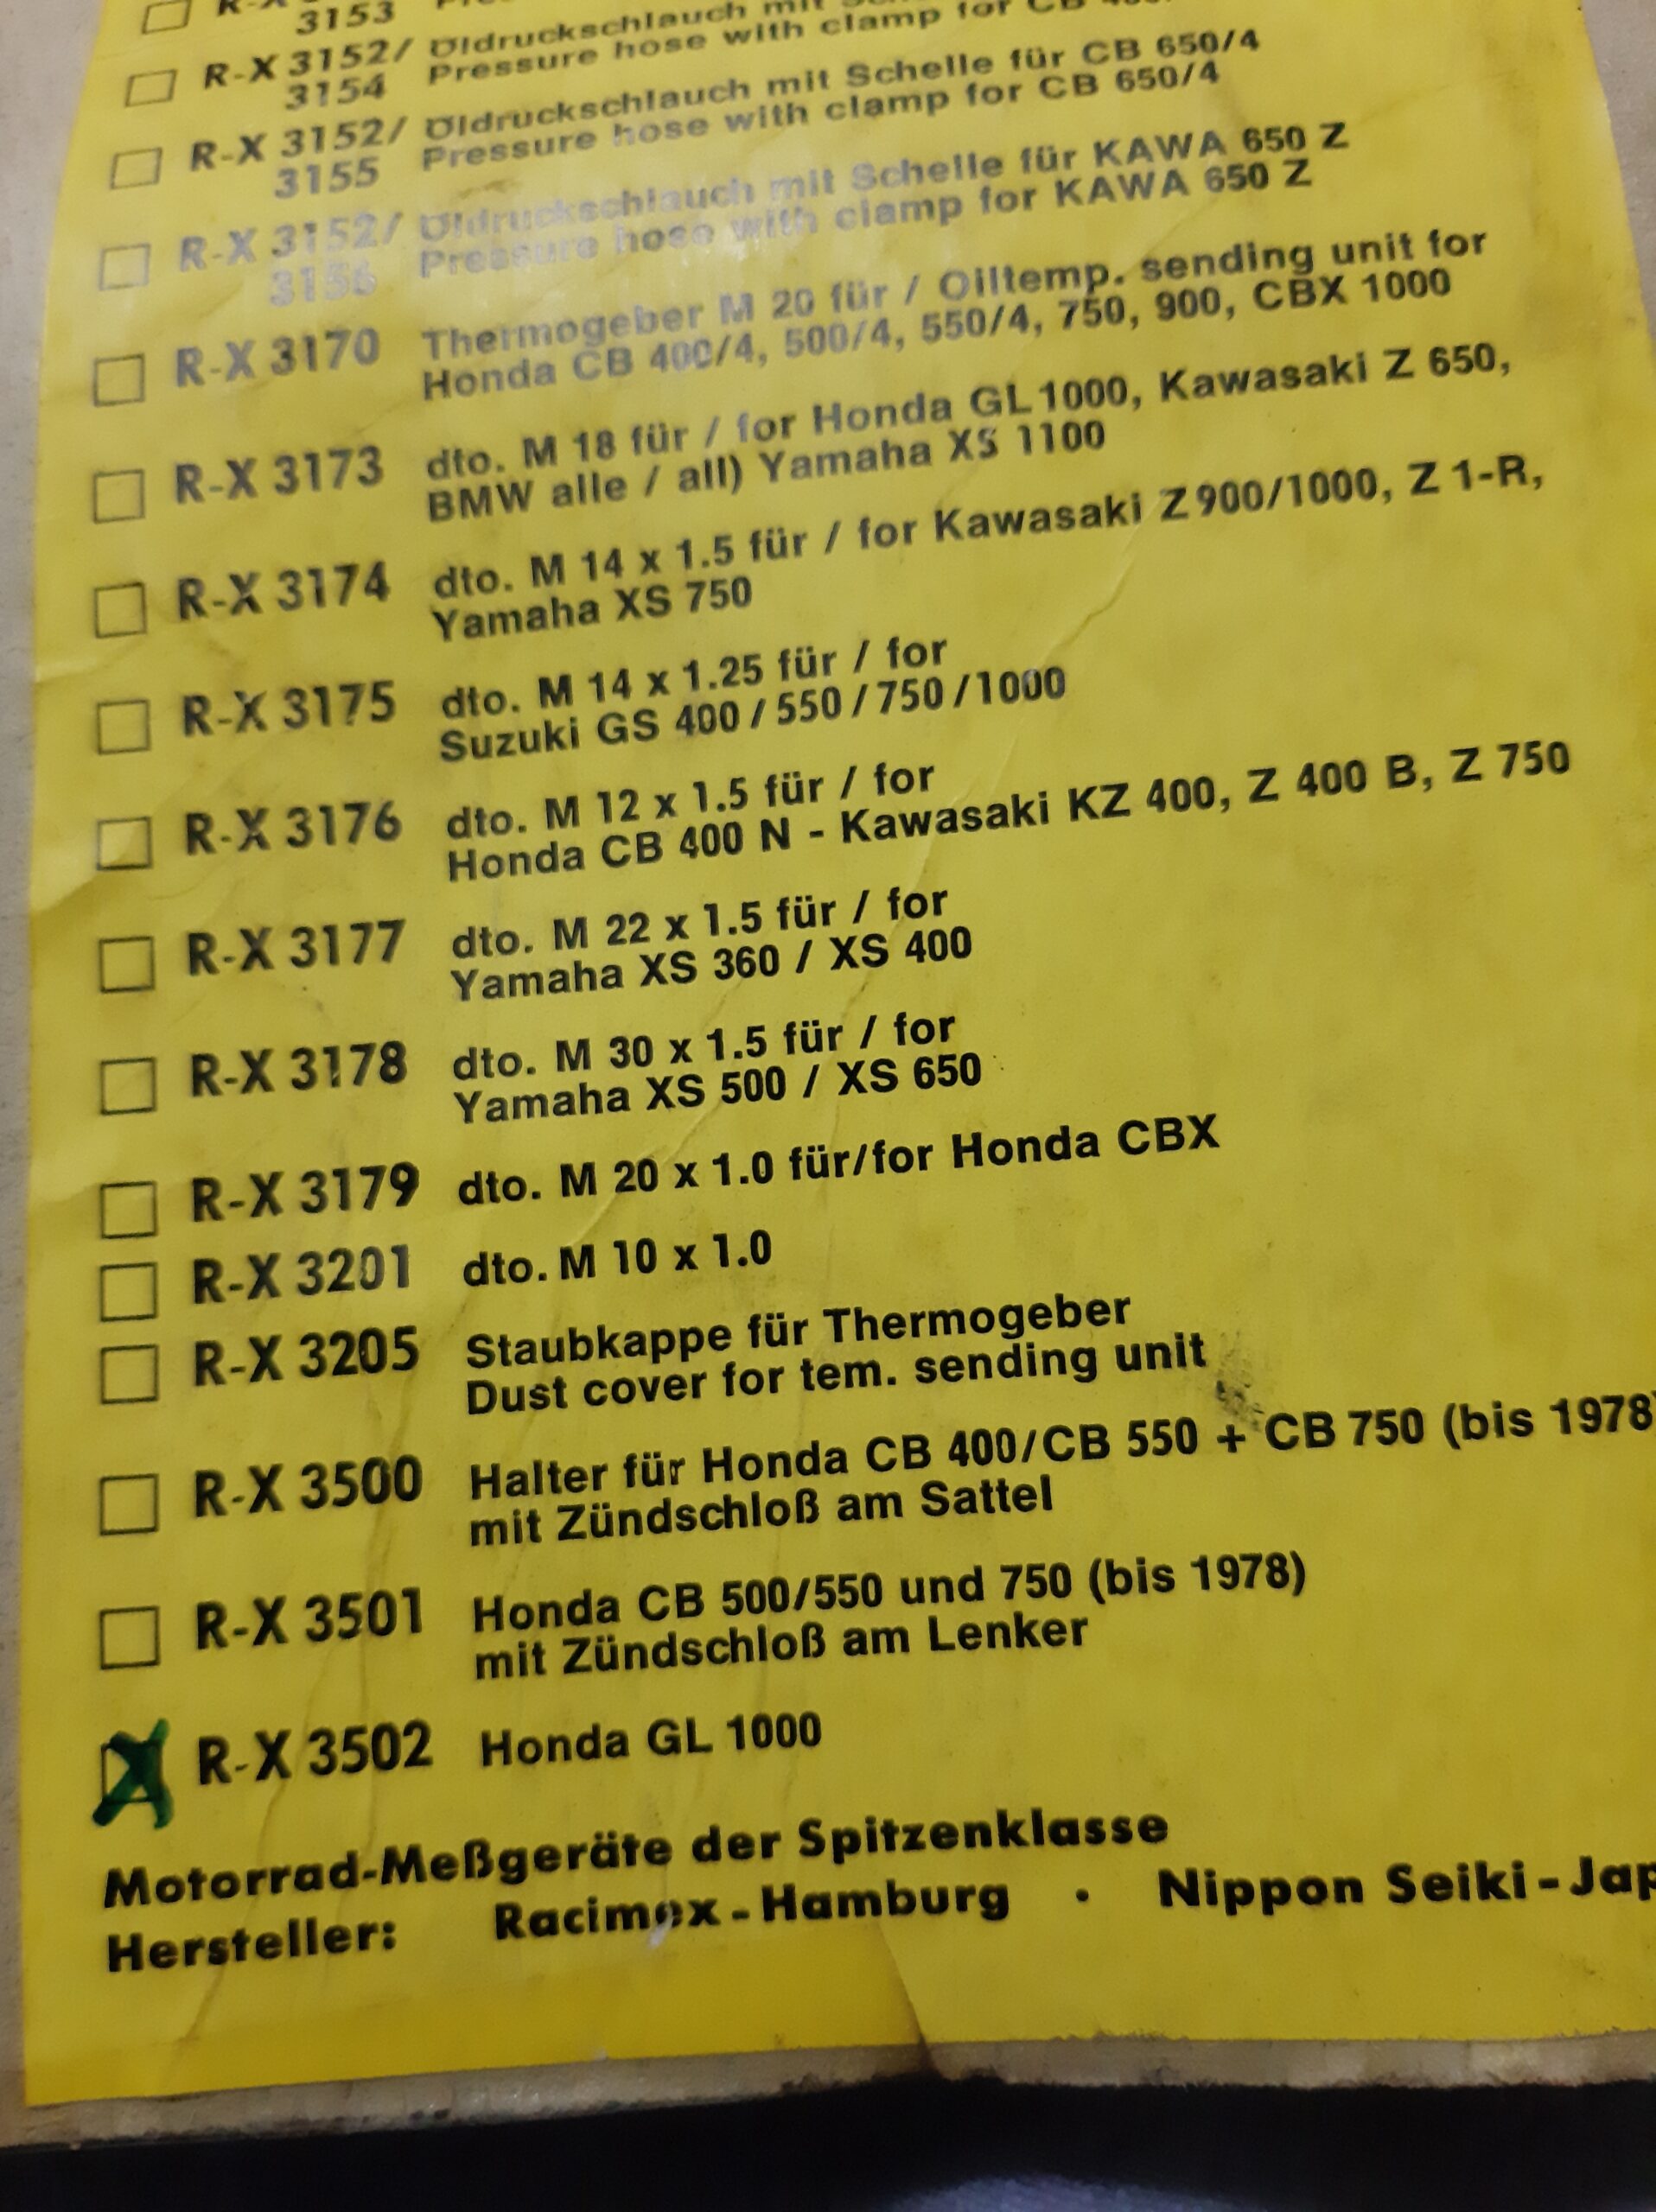 3153
R-X 3152/ Öldruckschlauch mit
3154 Pressure hose with clamp for CB
R-X 3152/ Öldruckschlauch mit Schelle für CB 650/4
3155 Pressure hose with clamp for CB 650/4
R-X 3152/ Öldruckschlauch mit Schelle für KAWA 650 Z
3156 Pressure hose with clamp for KAWA 650 Z
R-X 3170 Thermogeber M 20 für / Oiltemp. sending unit for
Honda CB 400/4, 500/4, 550/4, 750, 900, CBX 1000
R-X 3173 dto. M 18 für / for Honda GL 1000, Kawasaki Z 650,
BMW alle / all) Yamaha XS 1100
R-X 3174 dto. M 14 x 1.5 für / for Kawasaki Z 900/1000, Z 1-R,
Yamaha XS 750
R-X 3175 dto. M 14 x 1.25 für / for
Suzuki GS 400 / 550 / 750 / 1000
R-X 3176 dto. M 12 x 1.5 für / for
Honda CB 400 N - Kawasaki KZ 400, Z 400 B, Z 750
R-X 3177 dto. M 22 x 1.5 für / for
Yamaha XS 360 / XS 400
R-X 3178 dto. M 30 x 1.5 für / for
Yamaha XS 500 / XS 650
R-X 3179 dto. M 20 x 1.0 für/for Honda CBX
R-X 3201 dto. M 10 x 1.0
R-X 3205 Staubkappe für Thermogeber
Dust cover for tem. sending unit
R-X 3500 Halter für Honda CB 400/CB 550 + CB 750 (bis 1978)
mit Zündschloß am Sattel
R-X 3501 Honda CB 500/550 und 750 (bis 1978)
mit Zündschloß am Lenker
X R-X 3502 Honda GL 1000
Motorrad-Meßgeräte der Spitzenklasse
Hersteller: Racimex - Hamburg · Nippon Seiki - Jap